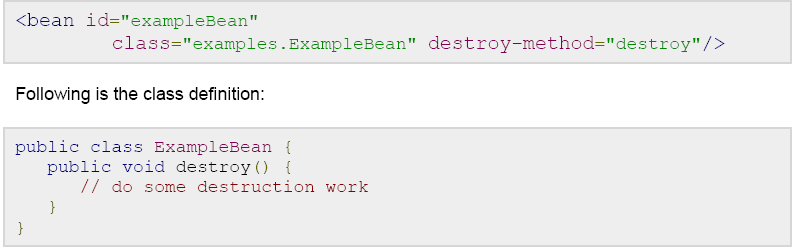 <bean id="exampleBean"
         class="examples.ExampleBean" destroy-method="destroy"/>
Following is the class definition:
public class ExampleBean {
   public void destroy() {
      // do some destruction work
   }
}